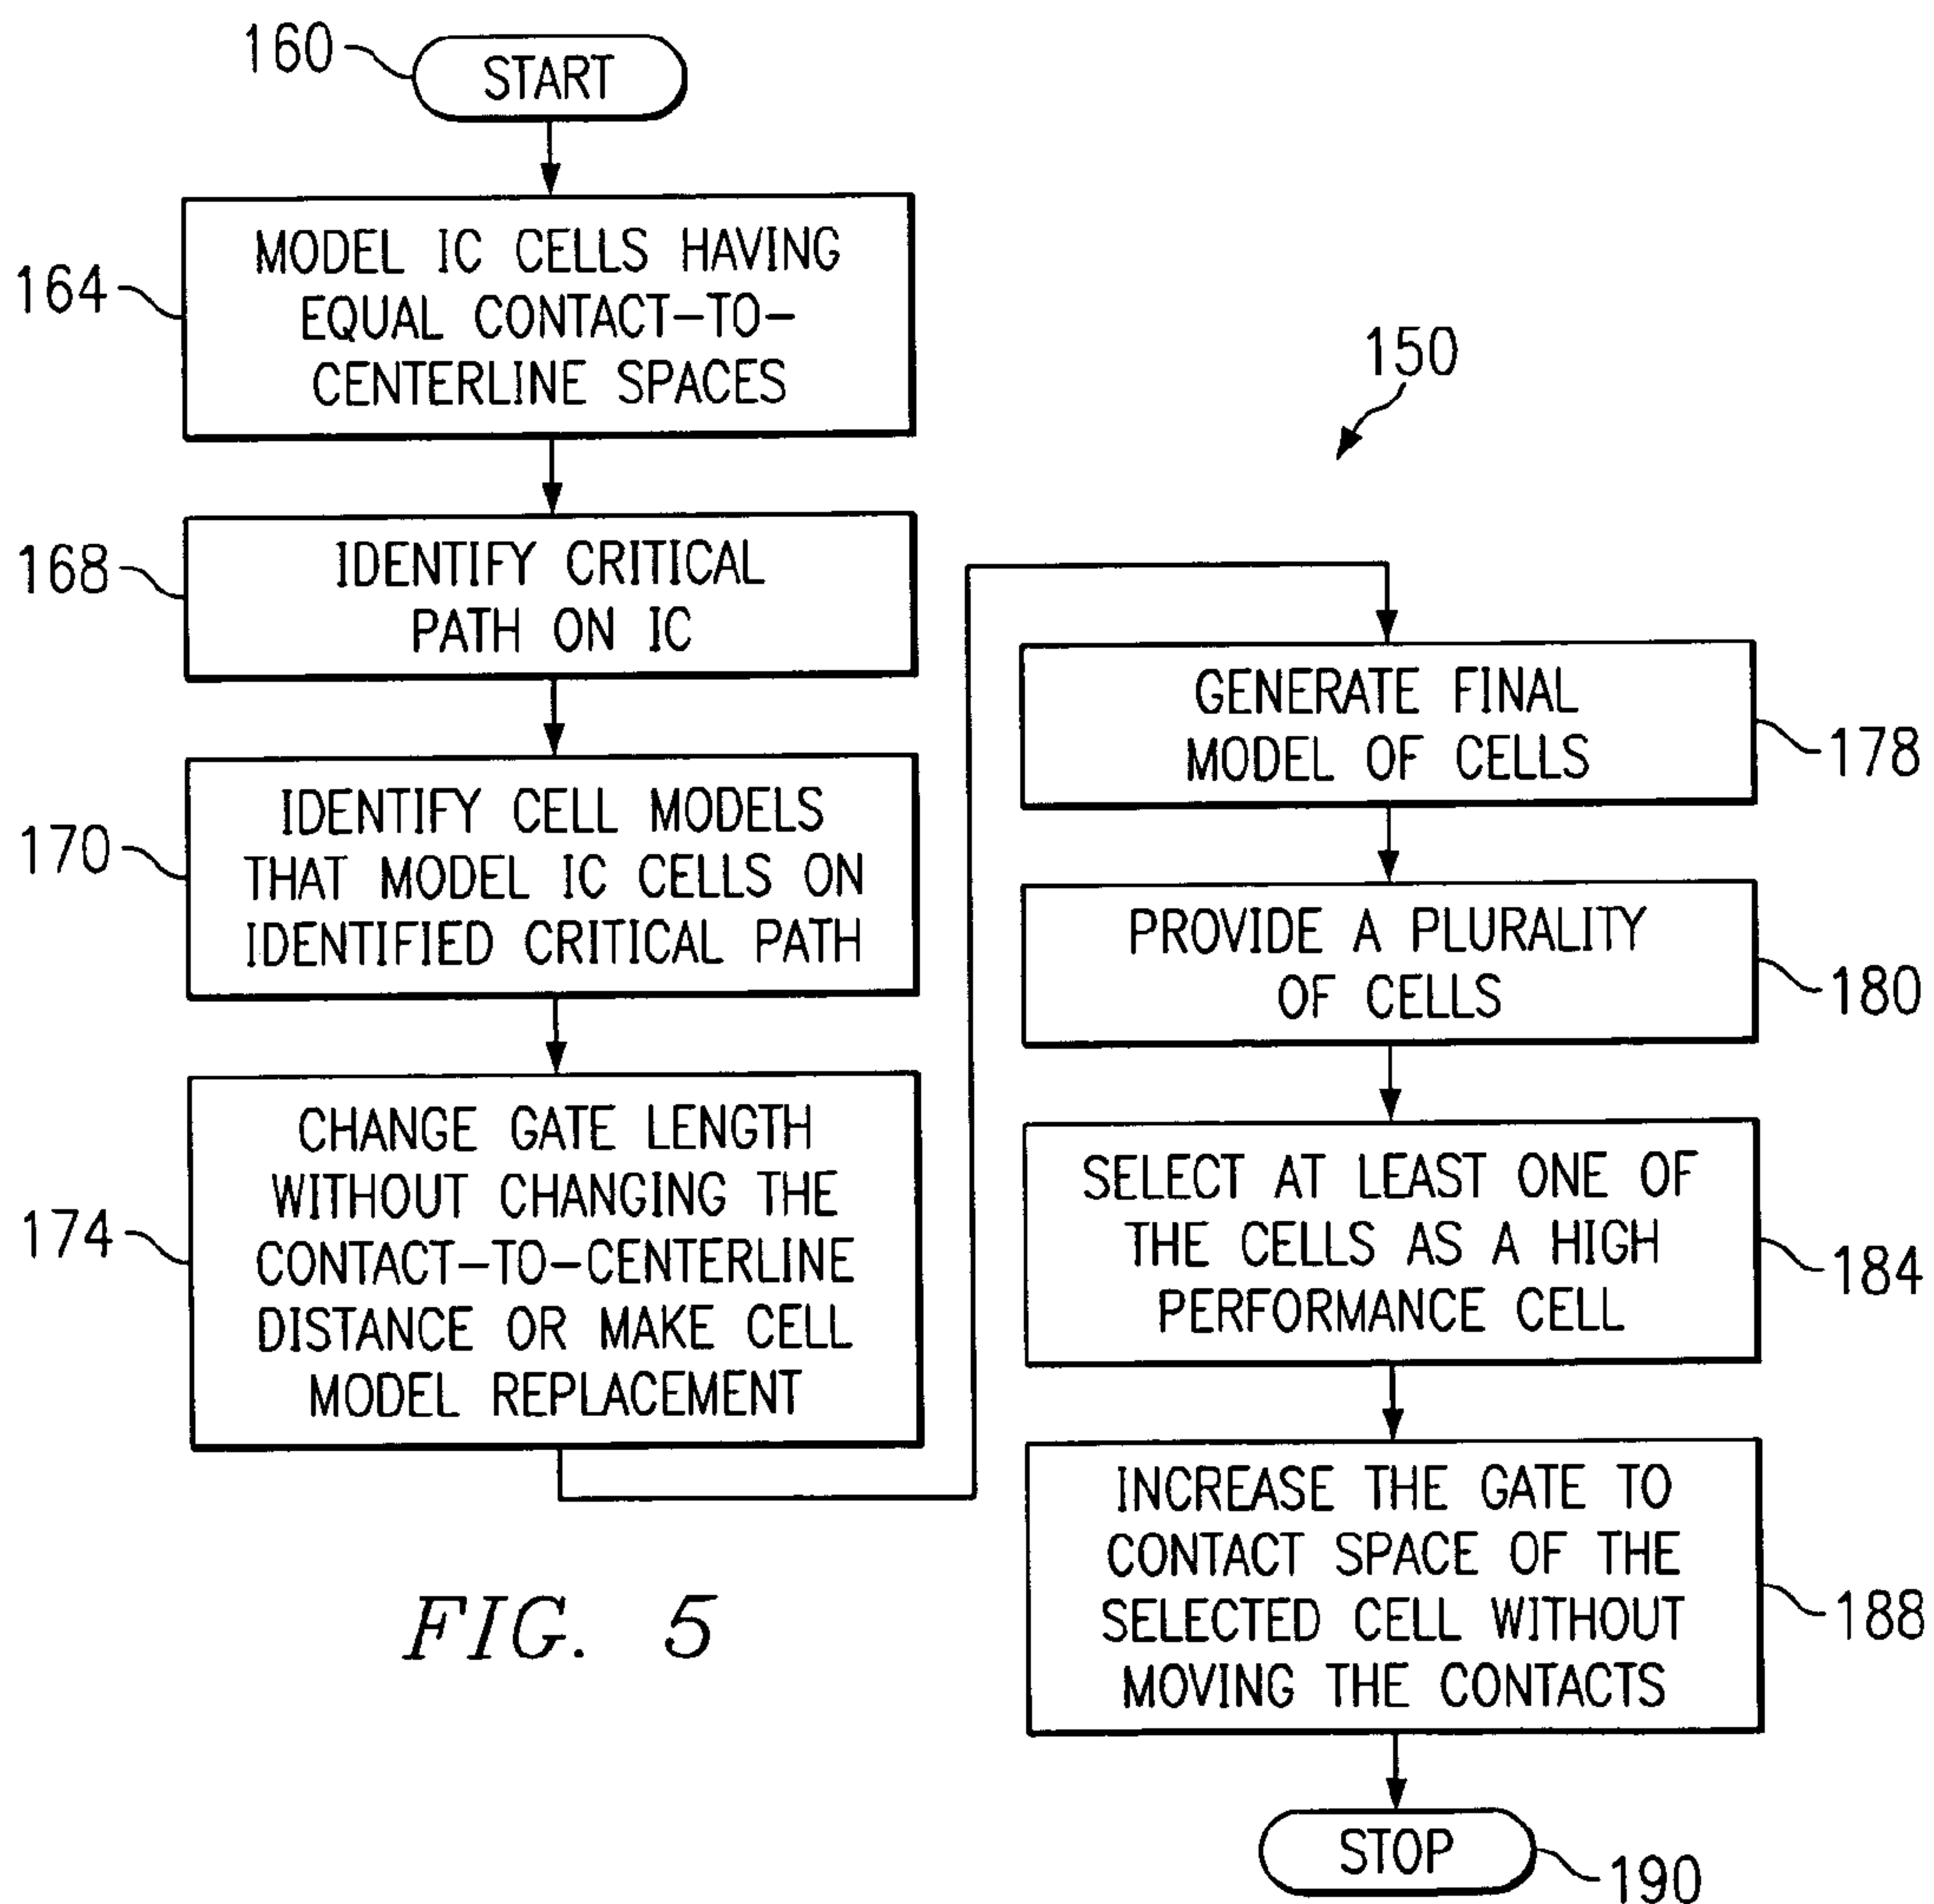 160
START
164
MODEL IC CELLS HAVING
EQUAL CONTACT-TO-
CENTERLINE SPACES
168
IDENTIFY CRITICAL
PATH ON IC
170
IDENTIFY CELL MODELS
THAT MODEL IC CELLS ON
IDENTIFIED CRITICAL PATH
174
CHANGE GATE LENGTH
WITHOUT CHANGING THE
CONTACT-TO-CENTERLINE
DISTANCE OR MAKE CELL
MODEL REPLACEMENT
150
GENERATE FINAL
MODEL OF CELLS
178
PROVIDE A PLURALITY
OF CELLS
180
SELECT AT LEAST ONE OF
THE CELLS AS A HIGH
PERFORMANCE CELL
184
INCREASE THE GATE TO
CONTACT SPACE OF THE
SELECTED CELL WITHOUT
MOVING THE CONTACTS
188
STOP
190
FIG. 5